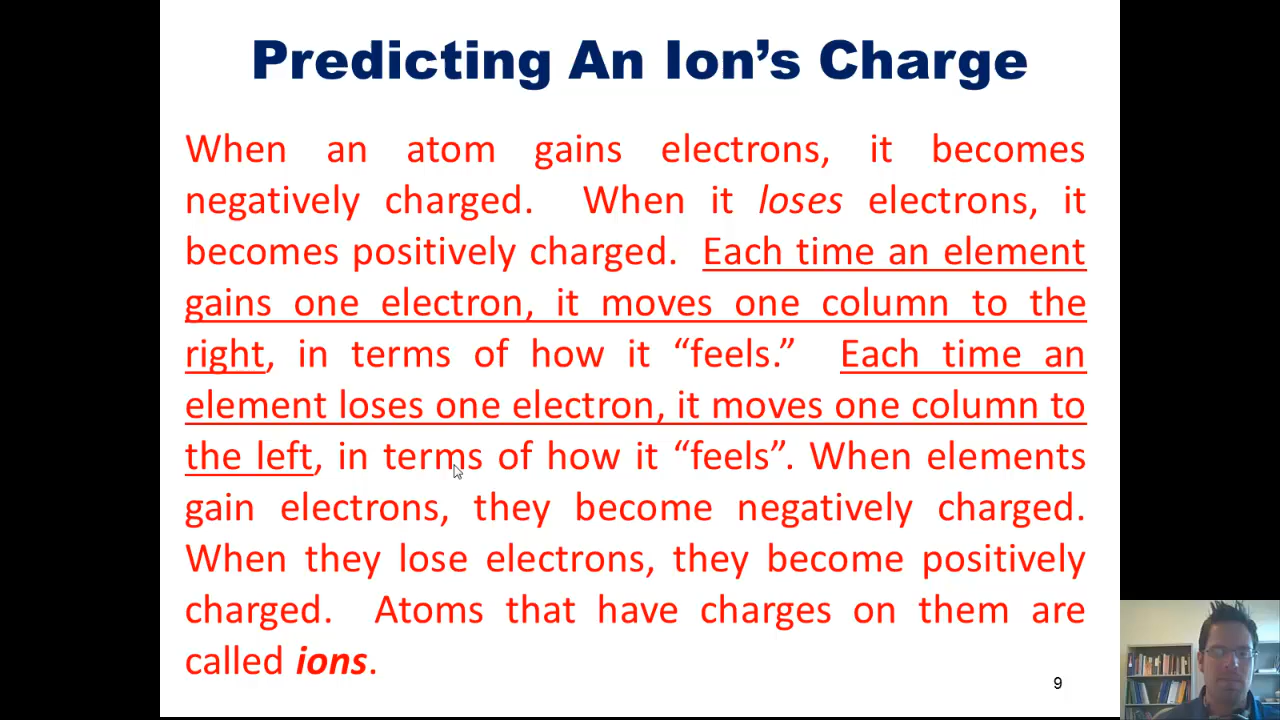 Predicting An Ion’s Charge
When an atom gains electrons, it becomes
negatively charged. When it loses electrons, it
becomes positively charged. Each time an element
gains one electron, it moves one column to the
right, in terms of how it “feels.” Each time an
element loses one electron, it moves one column to
the left, in terms of how it “feels”. When elements
gain electrons, they become negatively charged.
When they lose electrons, they become positively
charged. Atoms that have charges on them are
called ions.
9